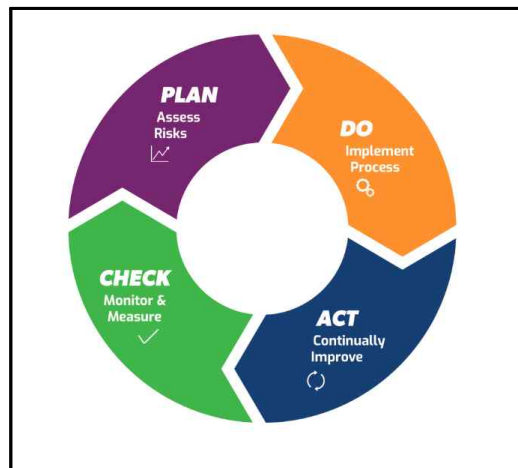 PLAN
Assess
Risks
DO
Implement
Process
ACT
Continually
Improve
CHECK
Monitor &
Measure